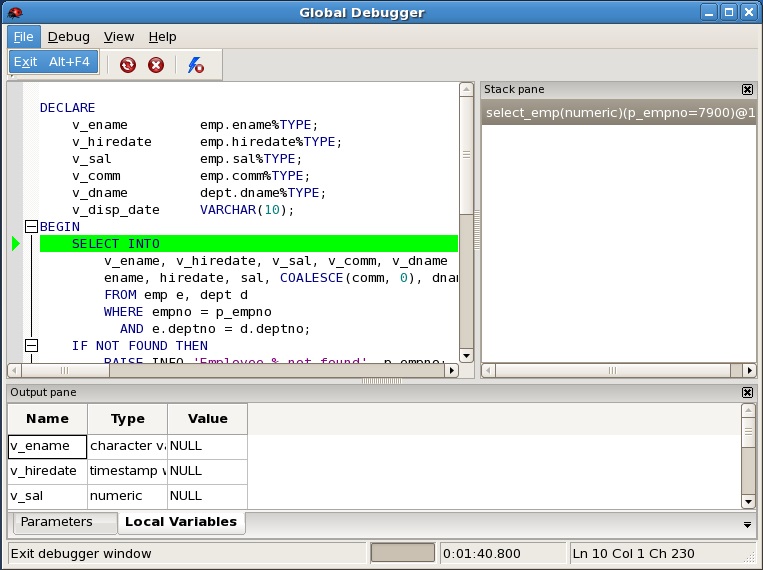 Global Debugger
File Debug View Help
Exit Alt+F4
DECLARE
v_ename emp.ename%TYPE;
v_hiredate emp.hiredate%TYPE;
v_sal emp.sal%TYPE;
v_comm emp.comm%TYPE;
v_dname dept.dname%TYPE;
v_disp_date VARCHAR(10);
BEGIN
SELECT INTO
v_ename, v_hiredate, v_sal, v_comm, v_dname
ename, hiredate, sal, COALESCE(comm, 0), dnam
FROM emp e, dept d
WHERE empno = p_empno
AND e.deptno = d.deptno;
IF NOT FOUND THEN
RAISE INFO 'Employee % not found', p_empno;
Stack pane
select_emp(numeric)(p_empno=7900)@1
Output pane
Name Type Value
v_ename character va NULL
v_hiredate timestamp w NULL
v_sal numeric NULL
Parameters Local Variables
Exit debugger window 0:01:40.800 Ln 10 Col 1 Ch 230